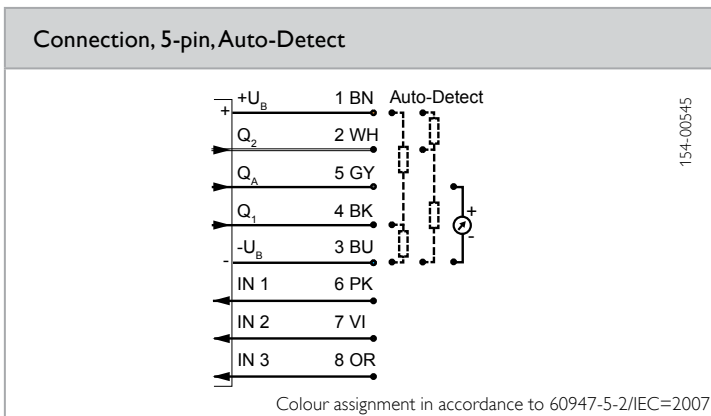 Connection, 5-pin, Auto-Detect
+U_B 1 BN Auto-Detect
+
Q_2 2 WH
Q_A 5 GY
Q_1 4 BK
+
-
-U_B 3 BU
-
IN 1 6 PK
IN 2 7 VI
IN 3 8 OR
154-00545
Colour assignment in accordance to 60947-5-2/IEC=2007